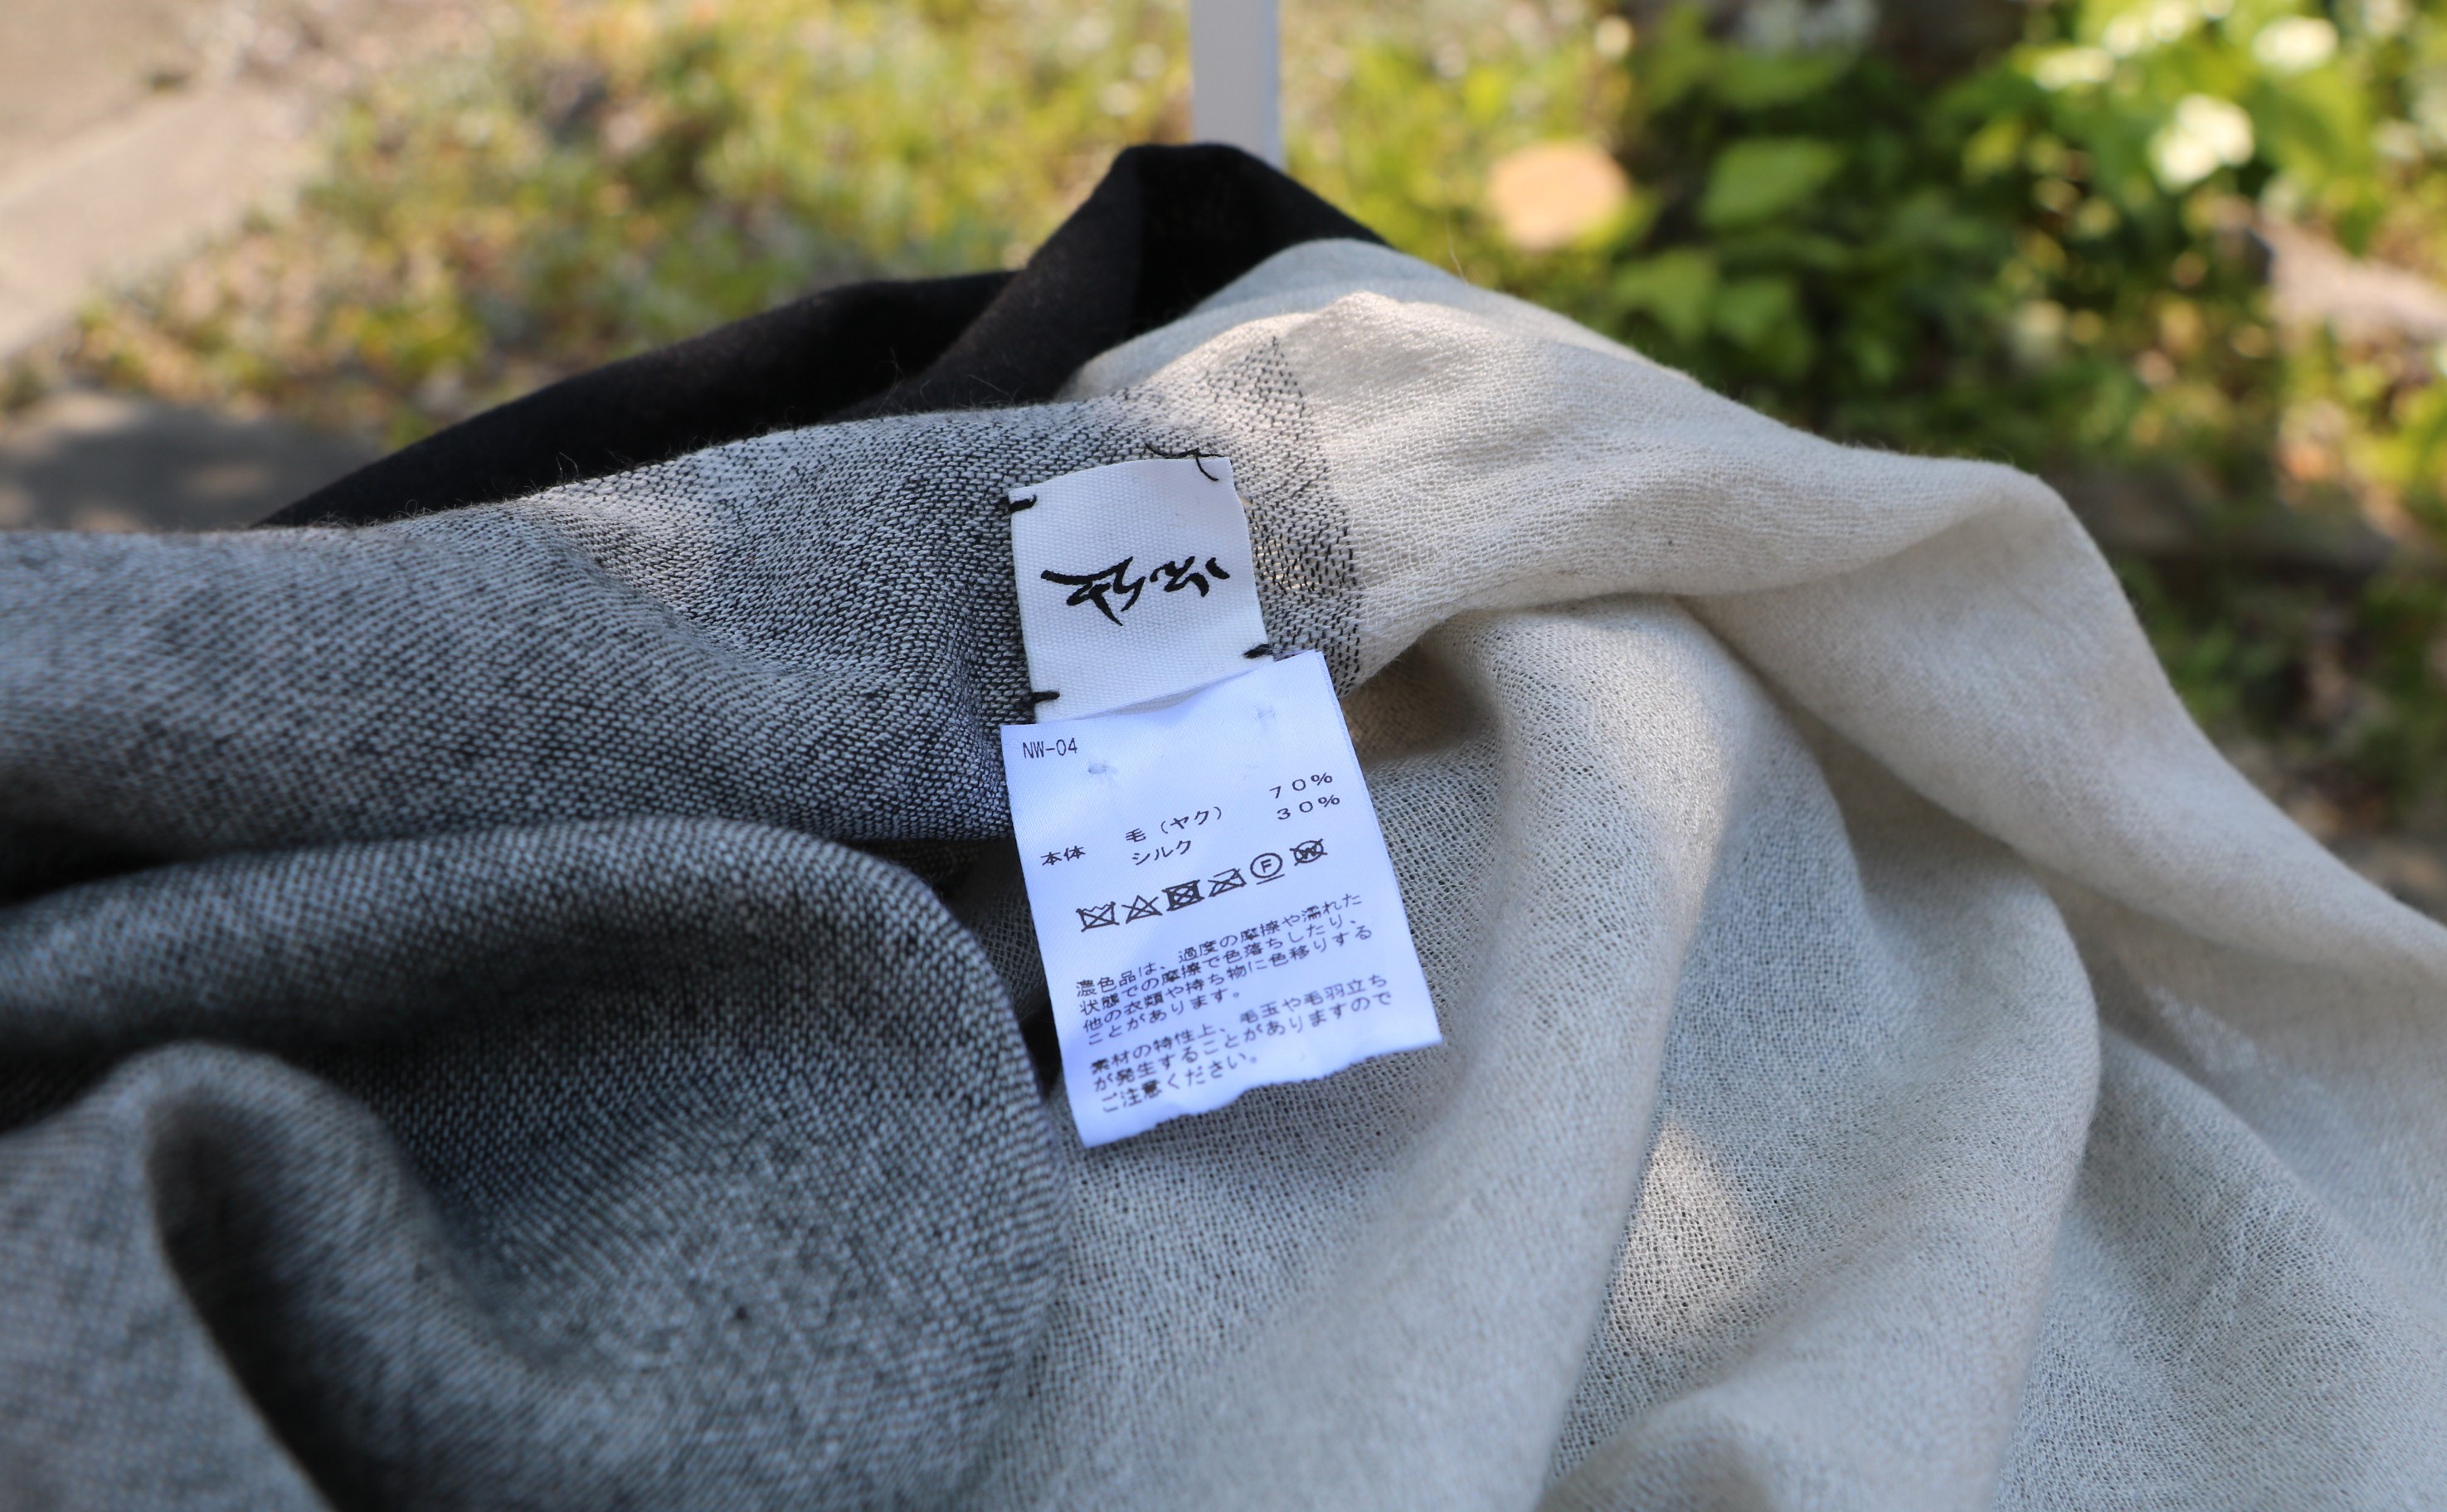 NW-04
70%
本体 毛（ヤク） 30%
シルク
F W
濃色品は、過度の摩擦や濡れた
状態での摩擦で色落ちしたり、
他の衣類や持ち物に色移りする
ことがあります。
素材の特性上、毛玉や毛羽立ち
が発生することがありますので
ご注意ください。